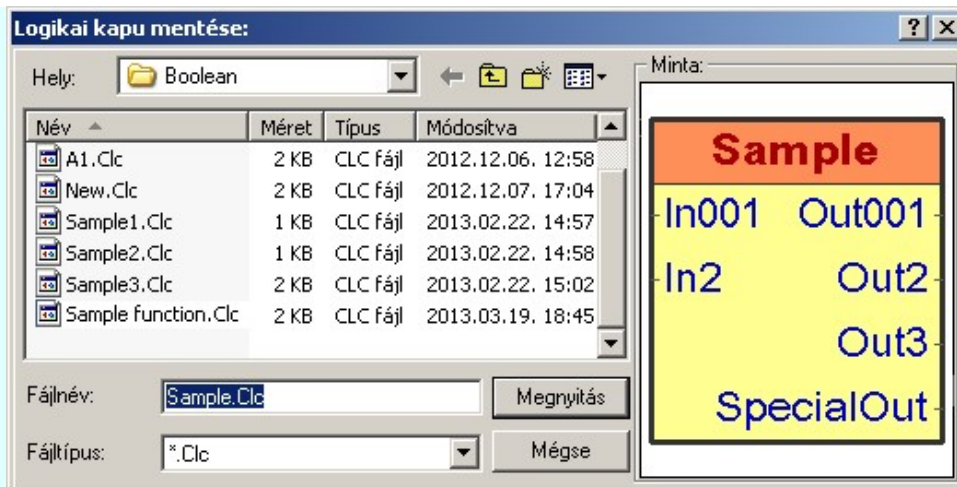 Logikai kapu mentése:
Hely: Boolean
Név Méret Típus Módosítva
A1.Clc 2 KB CLC fájl 2012.12.06. 12:58
New.Clc 2 KB CLC fájl 2012.12.07. 17:04
Sample1.Clc 1 KB CLC fájl 2013.02.22. 14:57
Sample2.Clc 1 KB CLC fájl 2013.02.22. 14:58
Sample3.Clc 2 KB CLC fájl 2013.02.22. 15:02
Sample function.Clc 2 KB CLC fájl 2013.03.19. 18:45
Fájlnév: Sample.Clc Megnyitás
Fájltípus: *.Clc Mégse
Minta:
Sample
In001 Out001
In2 Out2
Out3
SpecialOut